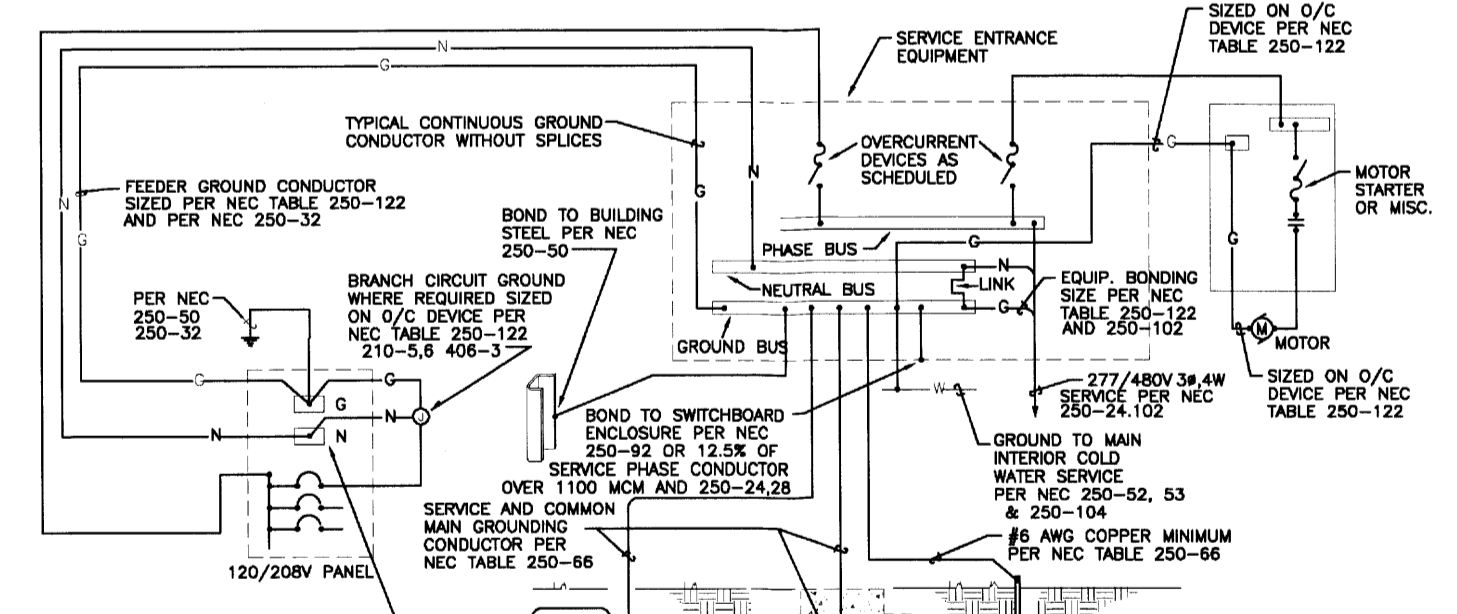 SIZED ON O/C
DEVICE PER NEC
TABLE 250-122
SERVICE ENTRANCE
EQUIPMENT
N
G
TYPICAL CONTINUOUS GROUND
CONDUCTOR WITHOUT SPLICES
OVERCURRENT
DEVICES AS
SCHEDULED
G
N
G
MOTOR
STARTER
OR MISC.
FEEDER GROUND CONDUCTOR
SIZED PER NEC TABLE 250-122
AND PER NEC 250-32
N
G
BOND TO BUILDING
STEEL PER NEC
250-50
PHASE BUS
G
G
NEUTRAL BUS
N
LINK
G
GROUND BUS
EQUIP. BONDING
SIZE PER NEC
TABLE 250-122
AND 250-102
PER NEC
250-50
250-32
BRANCH CIRCUIT GROUND
WHERE REQUIRED SIZED
ON O/C DEVICE PER
NEC TABLE 250-122
210-5,6 406-3
M
MOTOR
SIZED ON O/C
DEVICE PER NEC
TABLE 250-122
G
G
G
N
N
N
J
277/480V 3ø,4W
SERVICE PER NEC
250-24.102
W
BOND TO SWITCHBOARD
ENCLOSURE PER NEC
250-92 OR 12.5% OF
SERVICE PHASE CONDUCTOR
OVER 1100 MCM AND 250-24,28
GROUND TO MAIN
INTERIOR COLD
WATER SERVICE
PER NEC 250-52, 53
& 250-104
SERVICE AND COMMON
MAIN GROUNDING
CONDUCTOR PER
NEC TABLE 250-66
#6 AWG COPPER MINIMUM
PER NEC TABLE 250-66
120/208V PANEL